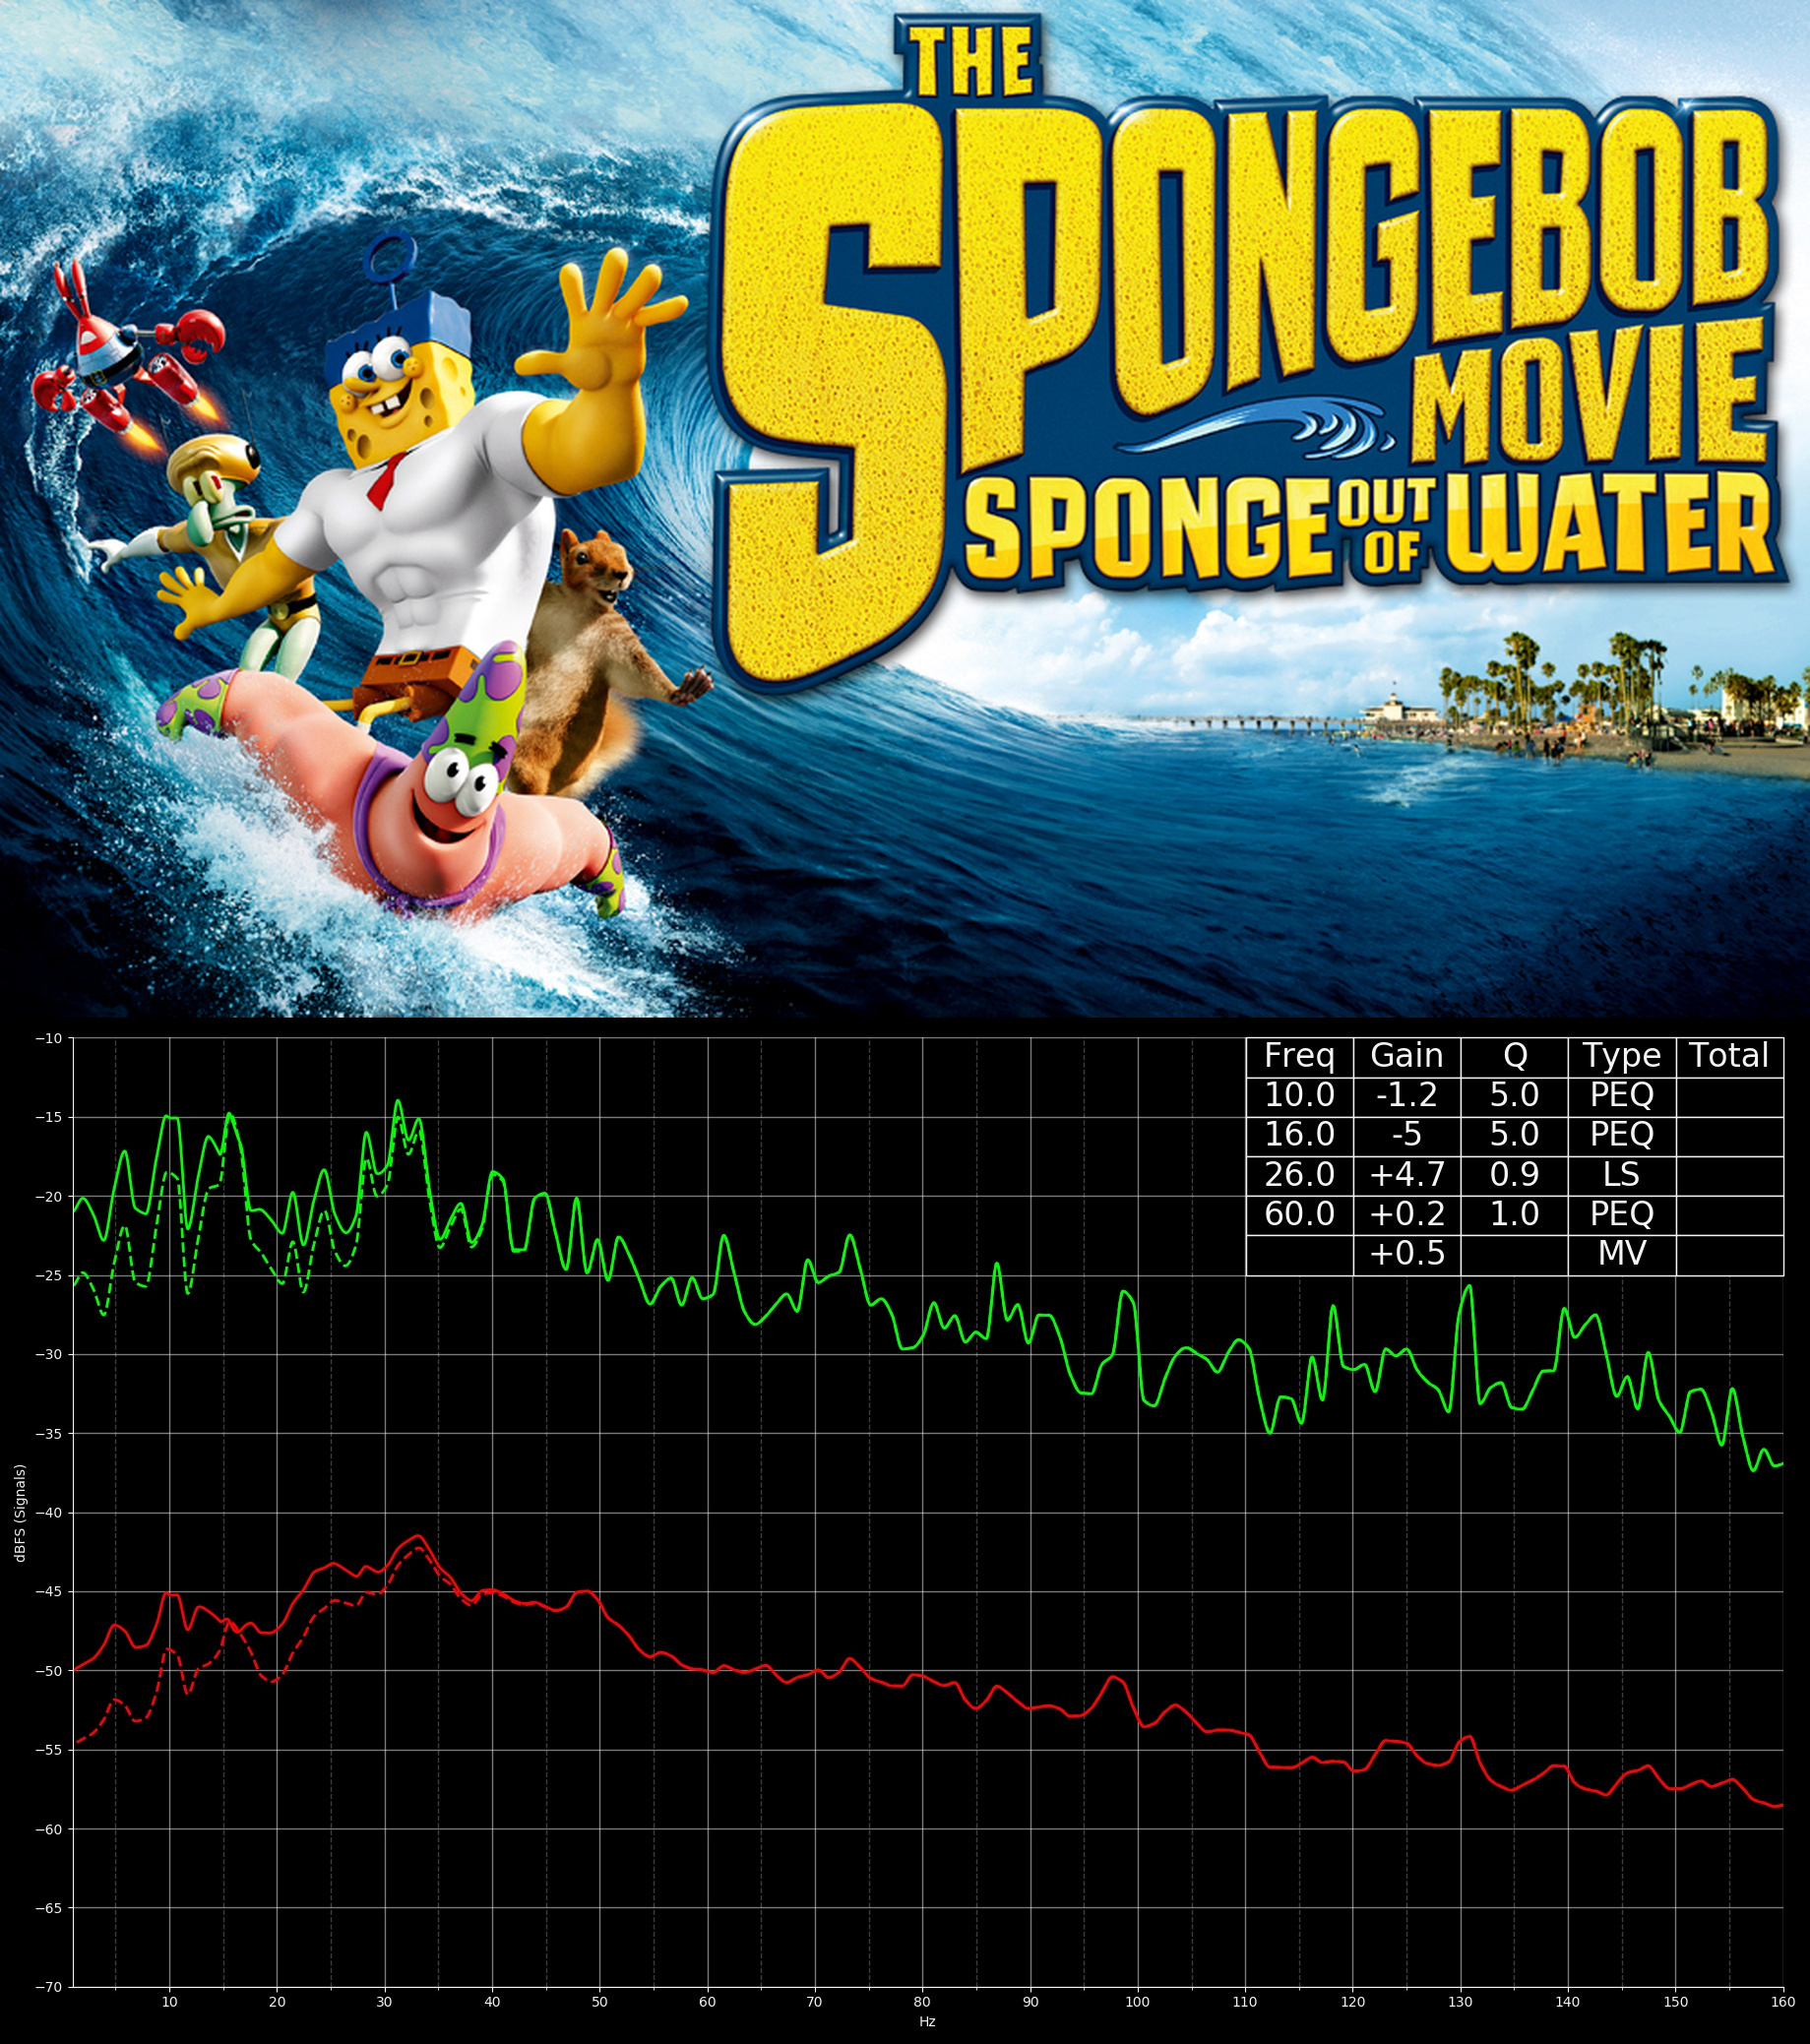 THE
SPONGEBOB
MOVIE
SPONGE OUT OF WATER
Freq Gain Q Type Total
10.0 -1.2 5.0 PEQ
16.0 -5 5.0 PEQ
26.0 +4.7 0.9 LS
60.0 +0.2 1.0 PEQ
+0.5 MV
−10
−15
−20
−25
−30
−35
−40
−45
−50
−55
−60
−65
−70
dBFS (Signals)
10 20 30 40 50 60 70 80 90 100 110 120 130 140 150 160
Hz